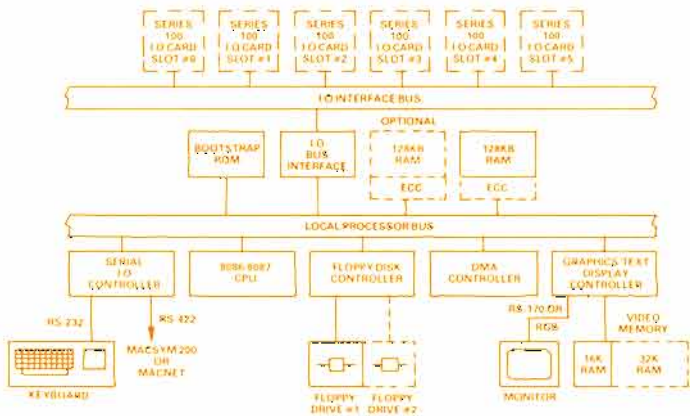 SERIES
100
I/O CARD
SLOT #0
SERIES
100
I/O CARD
SLOT #1
SERIES
100
I/O CARD
SLOT #2
SERIES
100
I/O CARD
SLOT #3
SERIES
100
I/O CARD
SLOT #4
SERIES
100
I/O CARD
SLOT #5
I/O INTERFACE BUS
OPTIONAL
BOOTSTRAP
ROM
I/O
BUS
INTERFACE
128KB
RAM
ECC
128KB
RAM
ECC
LOCAL PROCESSOR BUS
SERIAL
I/O
CONTROLLER
8086/8087
CPU
FLOPPY DISK
CONTROLLER
DMA
CONTROLLER
GRAPHICS/TEXT
DISPLAY
CONTROLLER
RS-232
RS-422
RS-170 OR
RGB
VIDEO
MEMORY
MACSYM 200
OR
MACNET
16K
RAM
32K
RAM
KEYBOARD
FLOPPY
DRIVE #1
FLOPPY
DRIVE #2
MONITOR